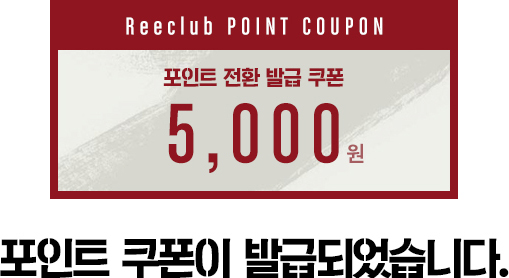 Reeclub POINT COUPON
포인트 전환 발급 쿠폰
5,000원
포인트 쿠폰이 발급되었습니다.